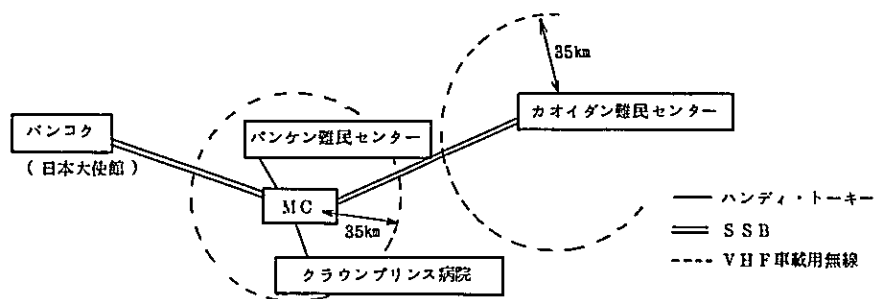 35km
カオイダン難民センター
バンコク
(日本大使館)
バンケン難民センター
MC
35km
クラウンプリンス病院
ハンディ・トーキー
SSB
VHF車載用無線